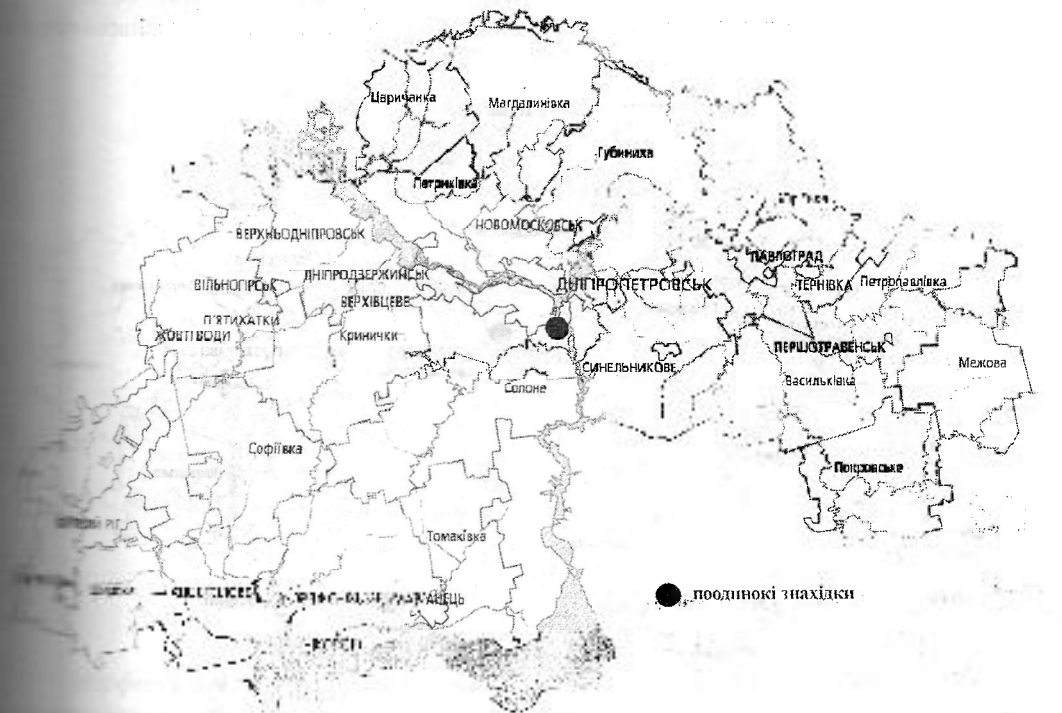 Царичанка
Магдалинівка
Губиниха
Петриківка
НОВОМОСКОВСЬК
ВЕРХНЬОДНІПРОВСЬК
ПАВЛОГРАД
ДНІПРОДЗЕРЖИНСЬК
ВІЛЬНОГІРСЬК
ДНІПРОПЕТРОВСЬК
ТЕРНІВКА
Петропавлівка
ВЕРХІВЦЕВЕ
П'ЯТИХАТКИ
ЖОВТІ ВОДИ
Кринички
ПЕРШОТРАВЕНСЬК
СИНЕЛЬНИКОВЕ
Межова
Васильківка
Солоне
Софіївка
Покровське
Томаківка
поодинокі знахідки